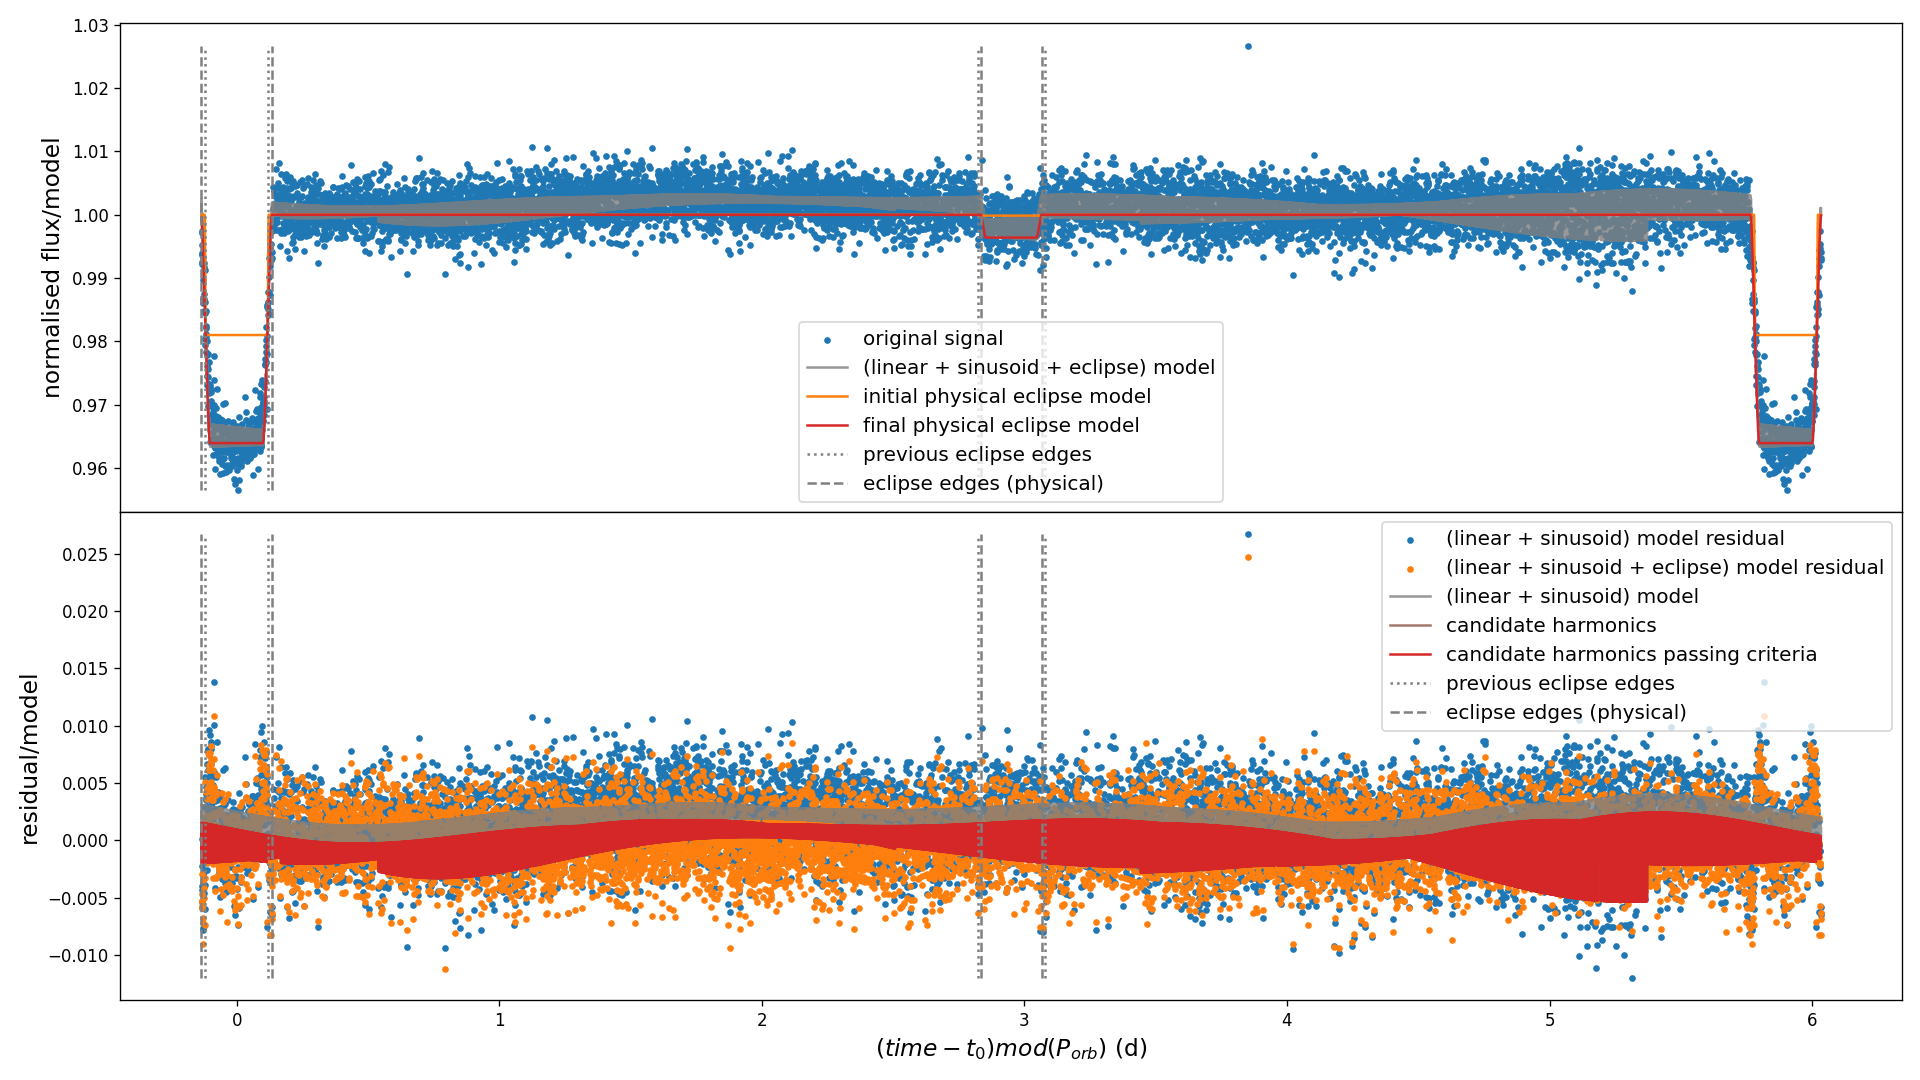 1.03
1.02
1.01
1.00
0.99
0.98
0.97
0.96
normalised flux/model
original signal
(linear + sinusoid + eclipse) model
initial physical eclipse model
final physical eclipse model
previous eclipse edges
eclipse edges (physical)
0.025
0.020
0.015
0.010
0.005
0.000
−0.005
−0.010
residual/model
(linear + sinusoid) model residual
(linear + sinusoid + eclipse) model residual
(linear + sinusoid) model
candidate harmonics
candidate harmonics passing criteria
previous eclipse edges
eclipse edges (physical)
0 1 2 3 4 5 6
(time − t₀)mod(Pₒᵣb) (d)